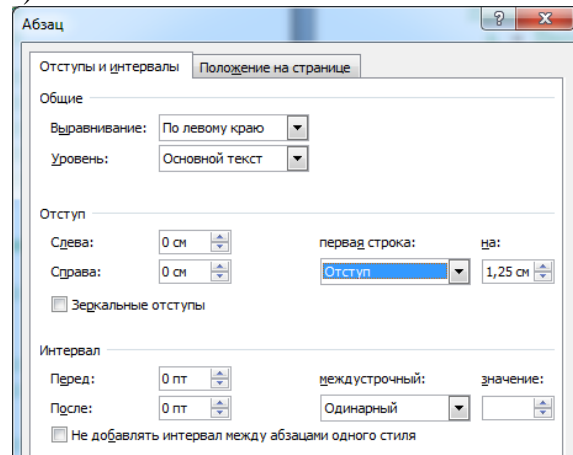 Абзац
Отступы и интервалы Положение на странице
Общие
Выравнивание: По левому краю
Уровень: Основной текст
Отступ
Слева: 0 см первая строка: на:
Справа: 0 см Отступ 1,25 см
Зеркальные отступы
Интервал
Перед: 0 пт междустрочный: значение:
После: 0 пт Одинарный
Не добавлять интервал между абзацами одного стиля